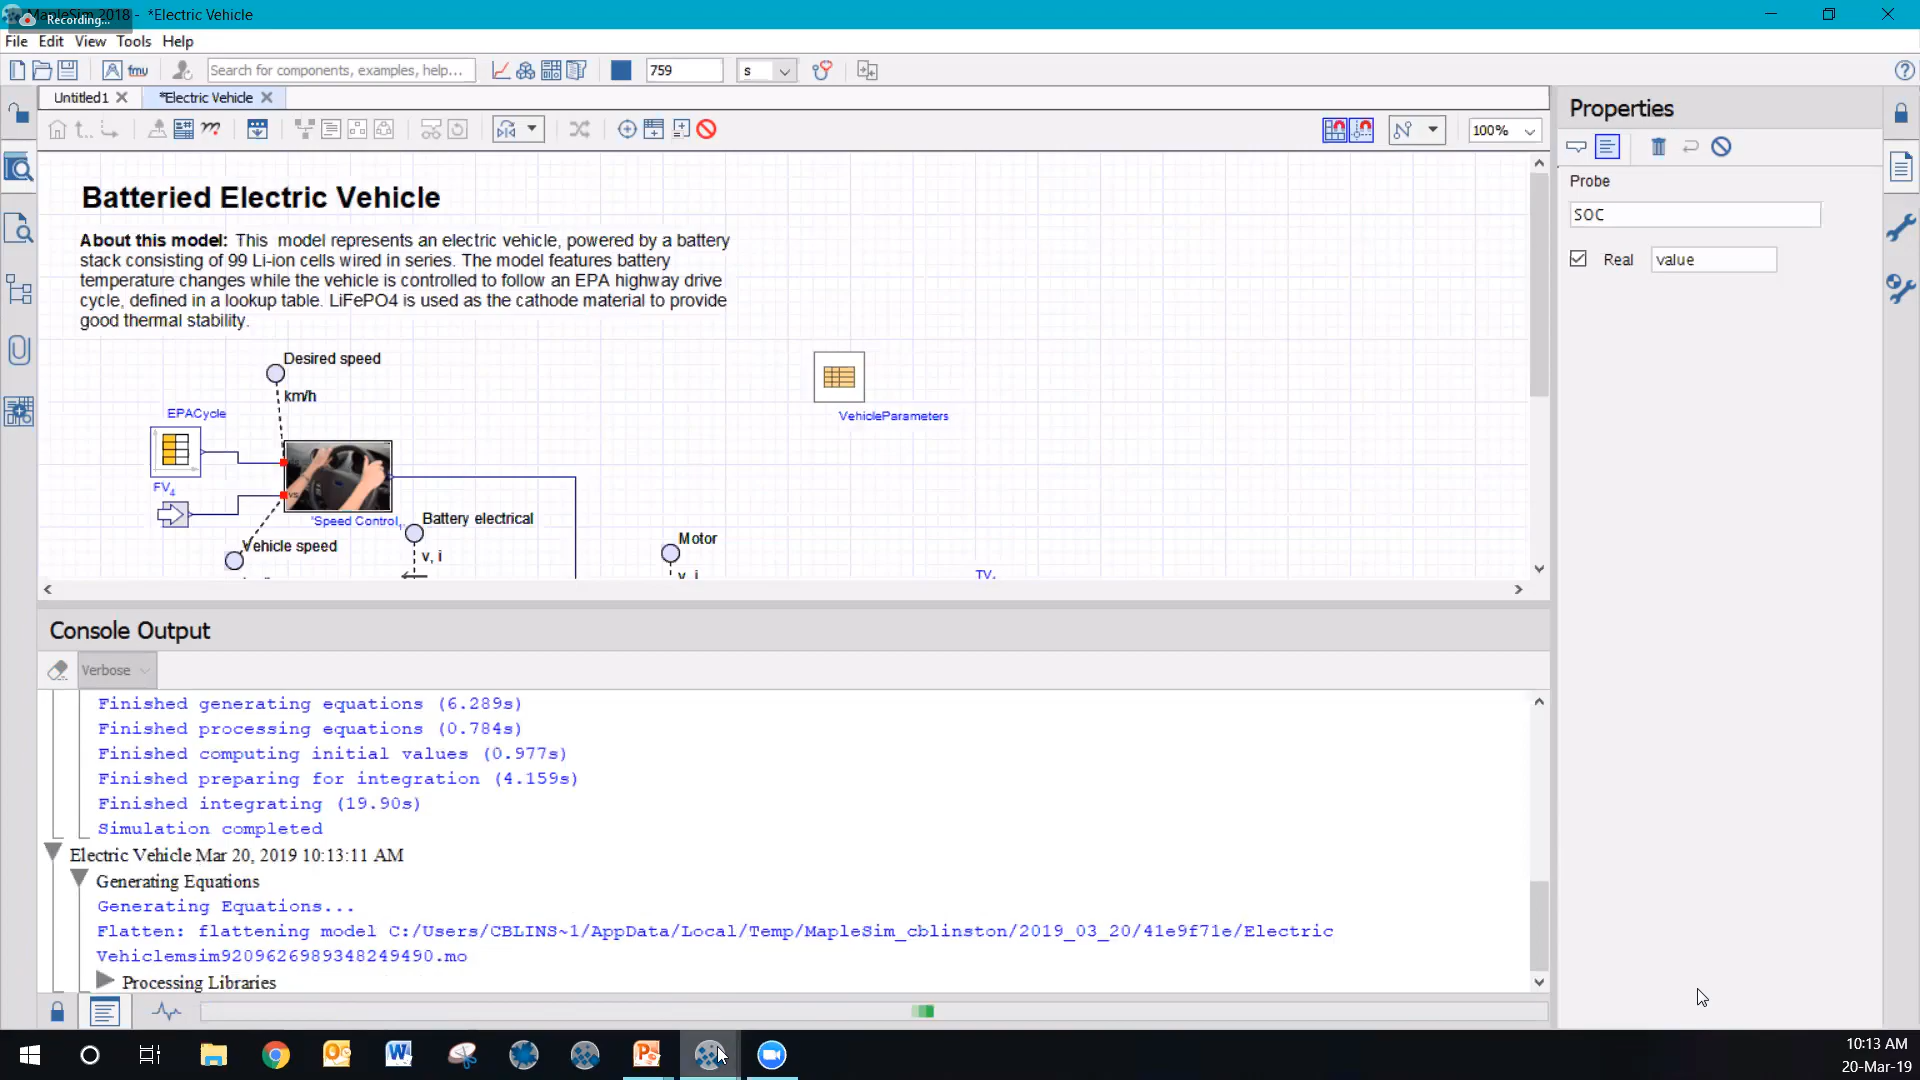 MapleSim 2018 - *Electric Vehicle
Recording...
File Edit View Tools Help
fmu Search for components, examples, help... 759 s
Untitled1 *Electric Vehicle
100%
Batteried Electric Vehicle
About this model: This model represents an electric vehicle, powered by a battery
stack consisting of 99 Li-ion cells wired in series. The model features battery
temperature changes while the vehicle is controlled to follow an EPA highway drive
cycle, defined in a lookup table. LiFePO4 is used as the cathode material to provide
good thermal stability.
Desired speed
km/h
EPACycle
VehicleParameters
FV4
vs
'Speed Control,
Battery electrical
Vehicle speed
v, i
Motor
v, i
TV
Properties
Probe
SOC
Real value
Console Output
Verbose
Finished generating equations (6.289s)
Finished processing equations (0.784s)
Finished computing initial values (0.977s)
Finished preparing for integration (4.159s)
Finished integrating (19.90s)
Simulation completed
Electric Vehicle Mar 20, 2019 10:13:11 AM
Generating Equations
Generating Equations...
Flatten: flattening model C:/Users/CBLINS~1/AppData/Local/Temp/MapleSim_cblinston/2019_03_20/41e9f71e/Electric
Vehiclemsim9209626989348249490.mo
Processing Libraries
10:13 AM
20-Mar-19